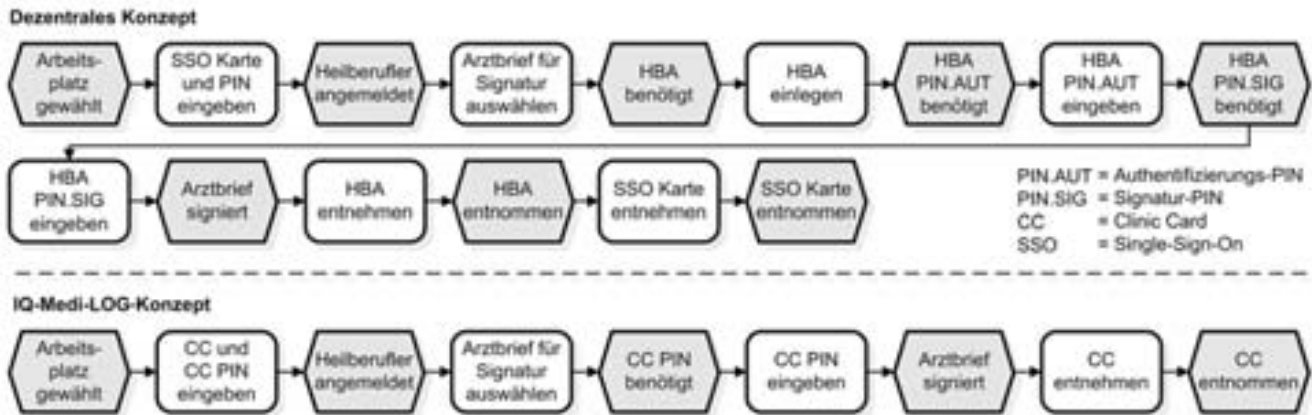 Dezentrales Konzept
Arbeits-
platz
gewählt
SSO Karte
und PIN
eingeben
Heilberufler
angemeldet
Arztbrief für
Signatur
auswählen
HBA
benötigt
HBA
einlegen
HBA
PIN.AUT
benötigt
HBA
PIN.AUT
eingeben
HBA
PIN.SIG
benötigt
HBA
PIN.SIG
eingeben
Arztbrief
signiert
HBA
entnehmen
HBA
entnommen
SSO Karte
entnehmen
SSO Karte
entnommen
PIN.AUT = Authentifizierungs-PIN
PIN.SIG = Signatur-PIN
CC = Clinic Card
SSO = Single-Sign-On
IQ-Medi-LOG-Konzept
Arbeits-
platz
gewählt
CC und
CC PIN
eingeben
Heilberufler
angemeldet
Arztbrief für
Signatur
auswählen
CC PIN
benötigt
CC PIN
eingeben
Arztbrief
signiert
CC
entnehmen
CC
entnommen